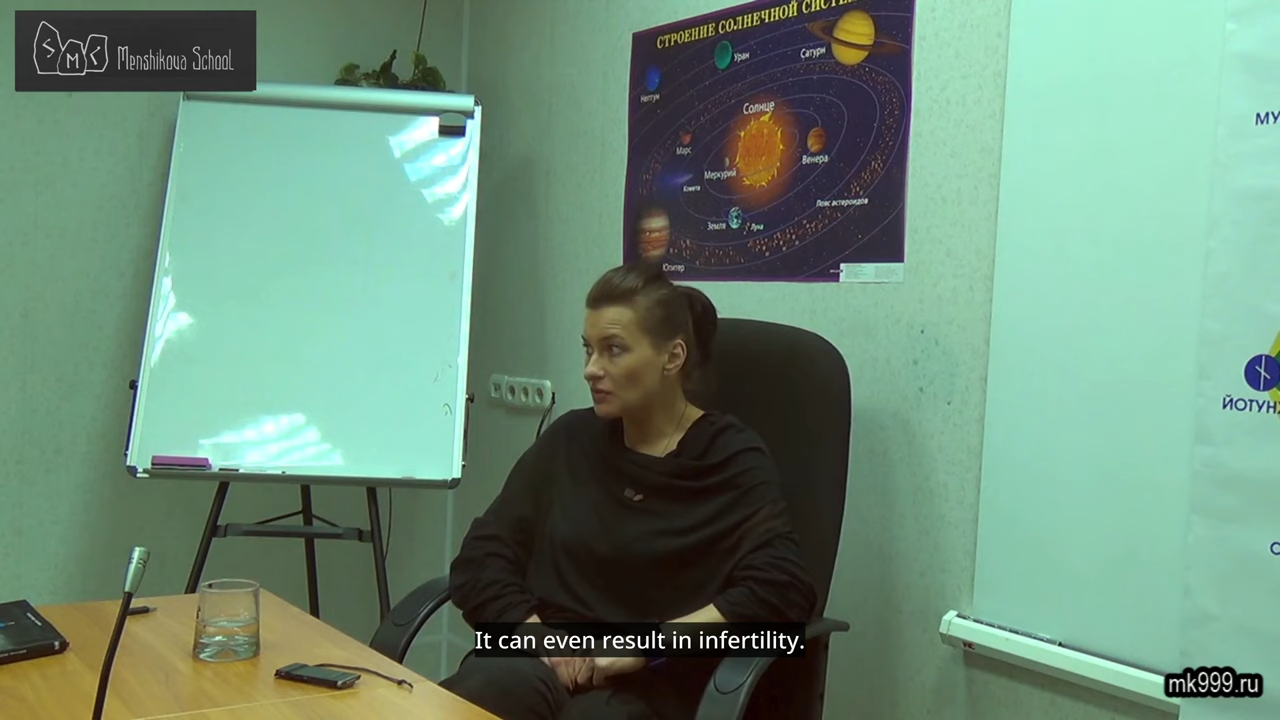 SMS Menshikova School
СТРОЕНИЕ СОЛНЕЧНОЙ
Уран
Сатурн
Нептун
Солнце
Марс
Венера
Меркурий
Комета
Пояс астероидов
Земля
Луна
Юпитер
МУ
ЙОТУН
It can even result in infertility.
mk999.ru